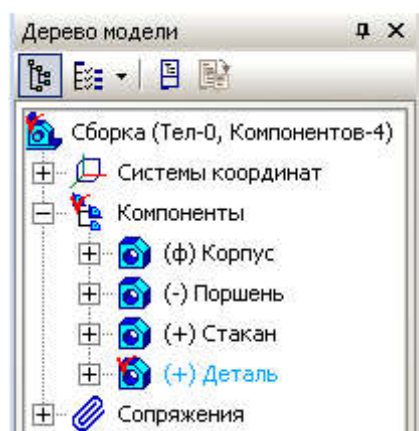 Дерево модели
Сборка (Тел-0, Компонентов-4)
Системы координат
Компоненты
(ф) Корпус
(-) Поршень
(+) Стакан
(+) Деталь
Сопряжения